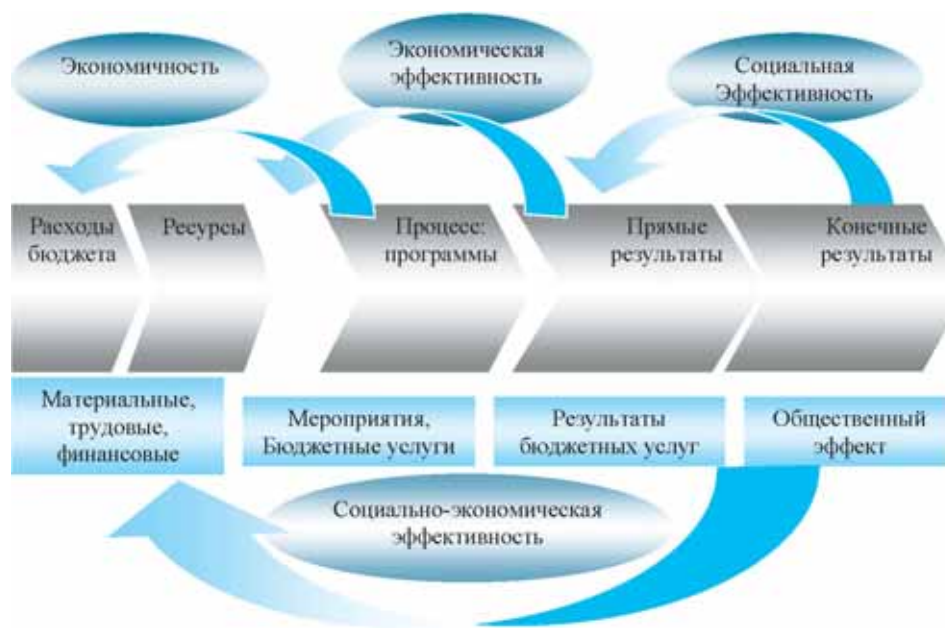 Экономичность
Экономическая
эффективность
Социальная
Эффективность
Расходы
бюджета
Ресурсы
Процесс:
программы
Прямые
результаты
Конечные
результаты
Материальные,
трудовые,
финансовые
Мероприятия,
Бюджетные услуги
Результаты
бюджетных услуг
Общественный
эффект
Социально-экономическая
эффективность